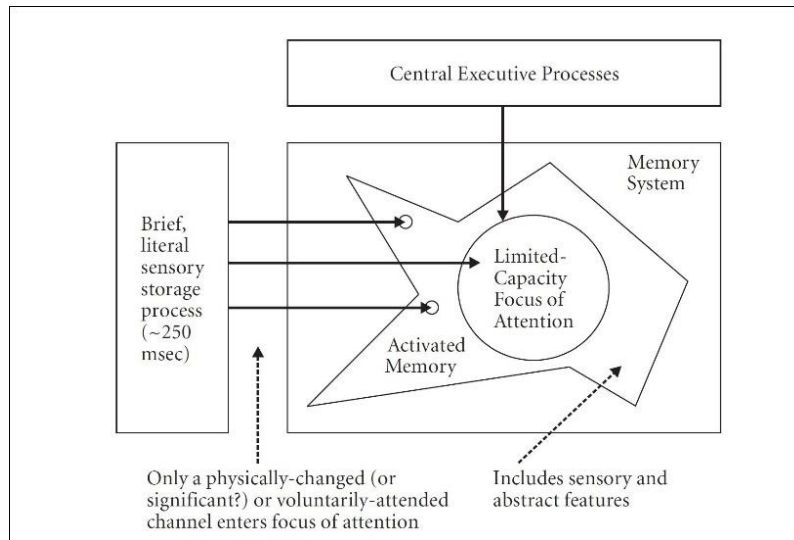 Central Executive Processes
Memory
System
Brief,
literal
sensory
storage
process
(~250
msec)
Limited-
Capacity
Focus of
Attention
Activated
Memory
Only a physically-changed (or
significant?) or voluntarily-attended
channel enters focus of attention
Includes sensory and
abstract features